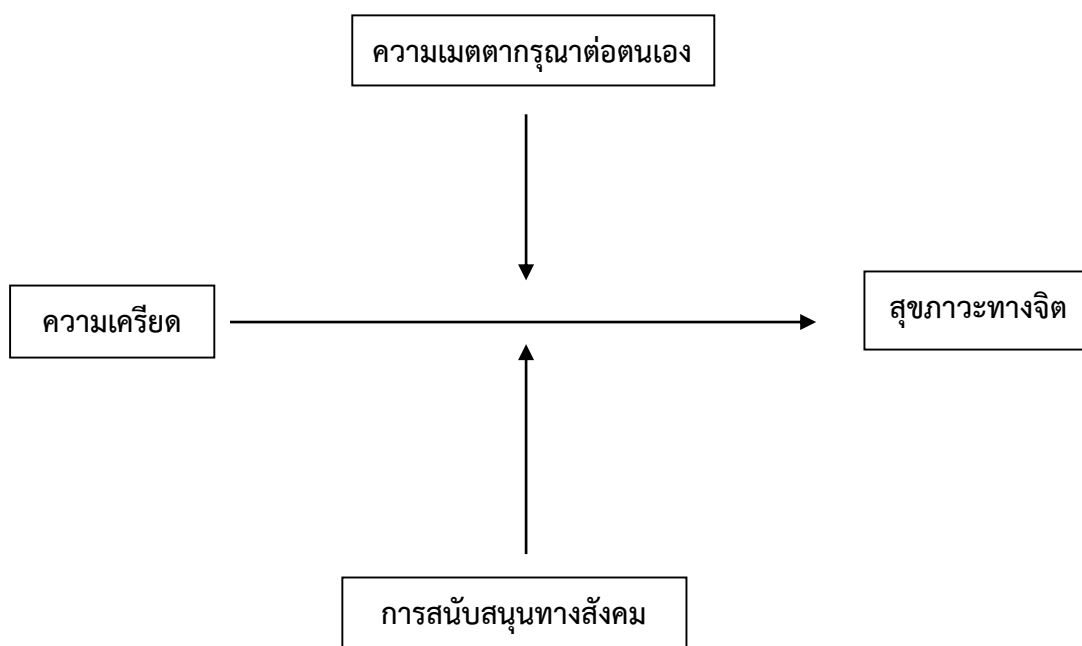 ความเมตตากรุณาต่อตนเอง
ความเครียด
สุขภาวะทางจิต
การสนับสนุนทางสังคม